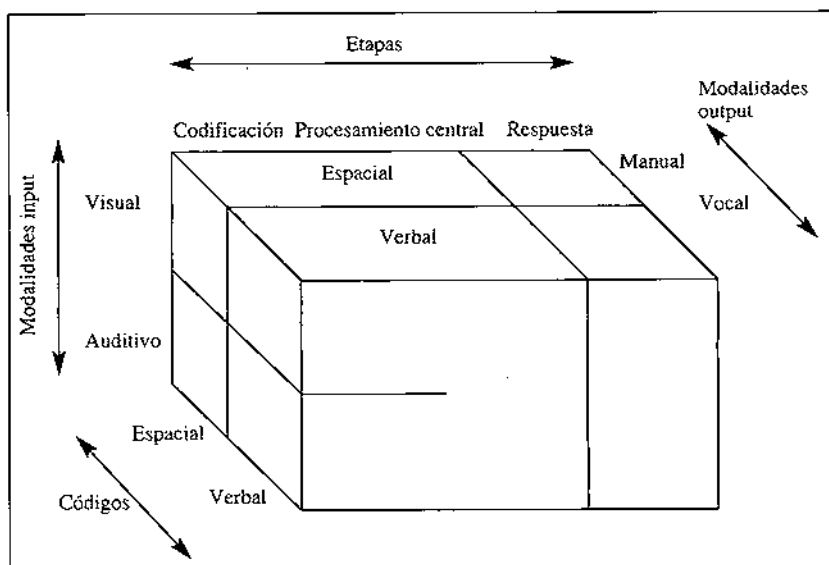 Etapas
Modalidades
output
Codificación Procesamiento central Respuesta
Espacial
Manual
Visual
Vocal
Verbal
Modalidades input
Auditivo
Espacial
Verbal
Códigos